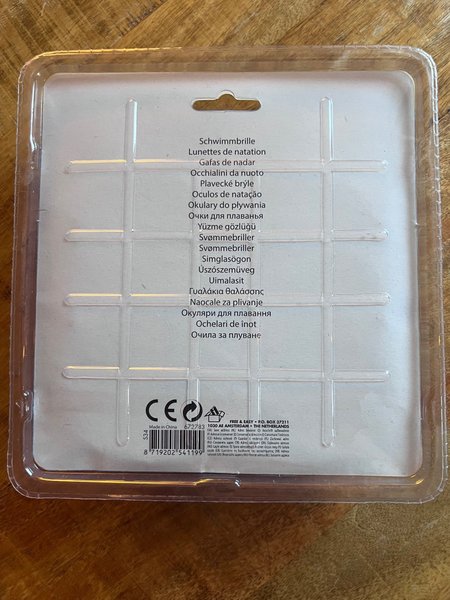 Schwimmbrille
Lunettes de natation
Gafas de nadar
Occhialini da nuoto
Plavecké brýle
Oculos de natação
Okulary do pływania
Очки для плаванья
Yüzme gözlüğü
Svømmebriller
Svømmebriller
Simglasögon
Úszószemüveg
Uimalasit
Γυαλάκια θαλάσσης
Naocale za plivanje
Окуляри для плавання
Ochelari de inot
Очила за плуване
CE
S34
Made in China 672783
8 719202 541199
FREE & EASY • P.O. BOX 37211
1030 AE AMSTERDAM • THE NETHERLANDS